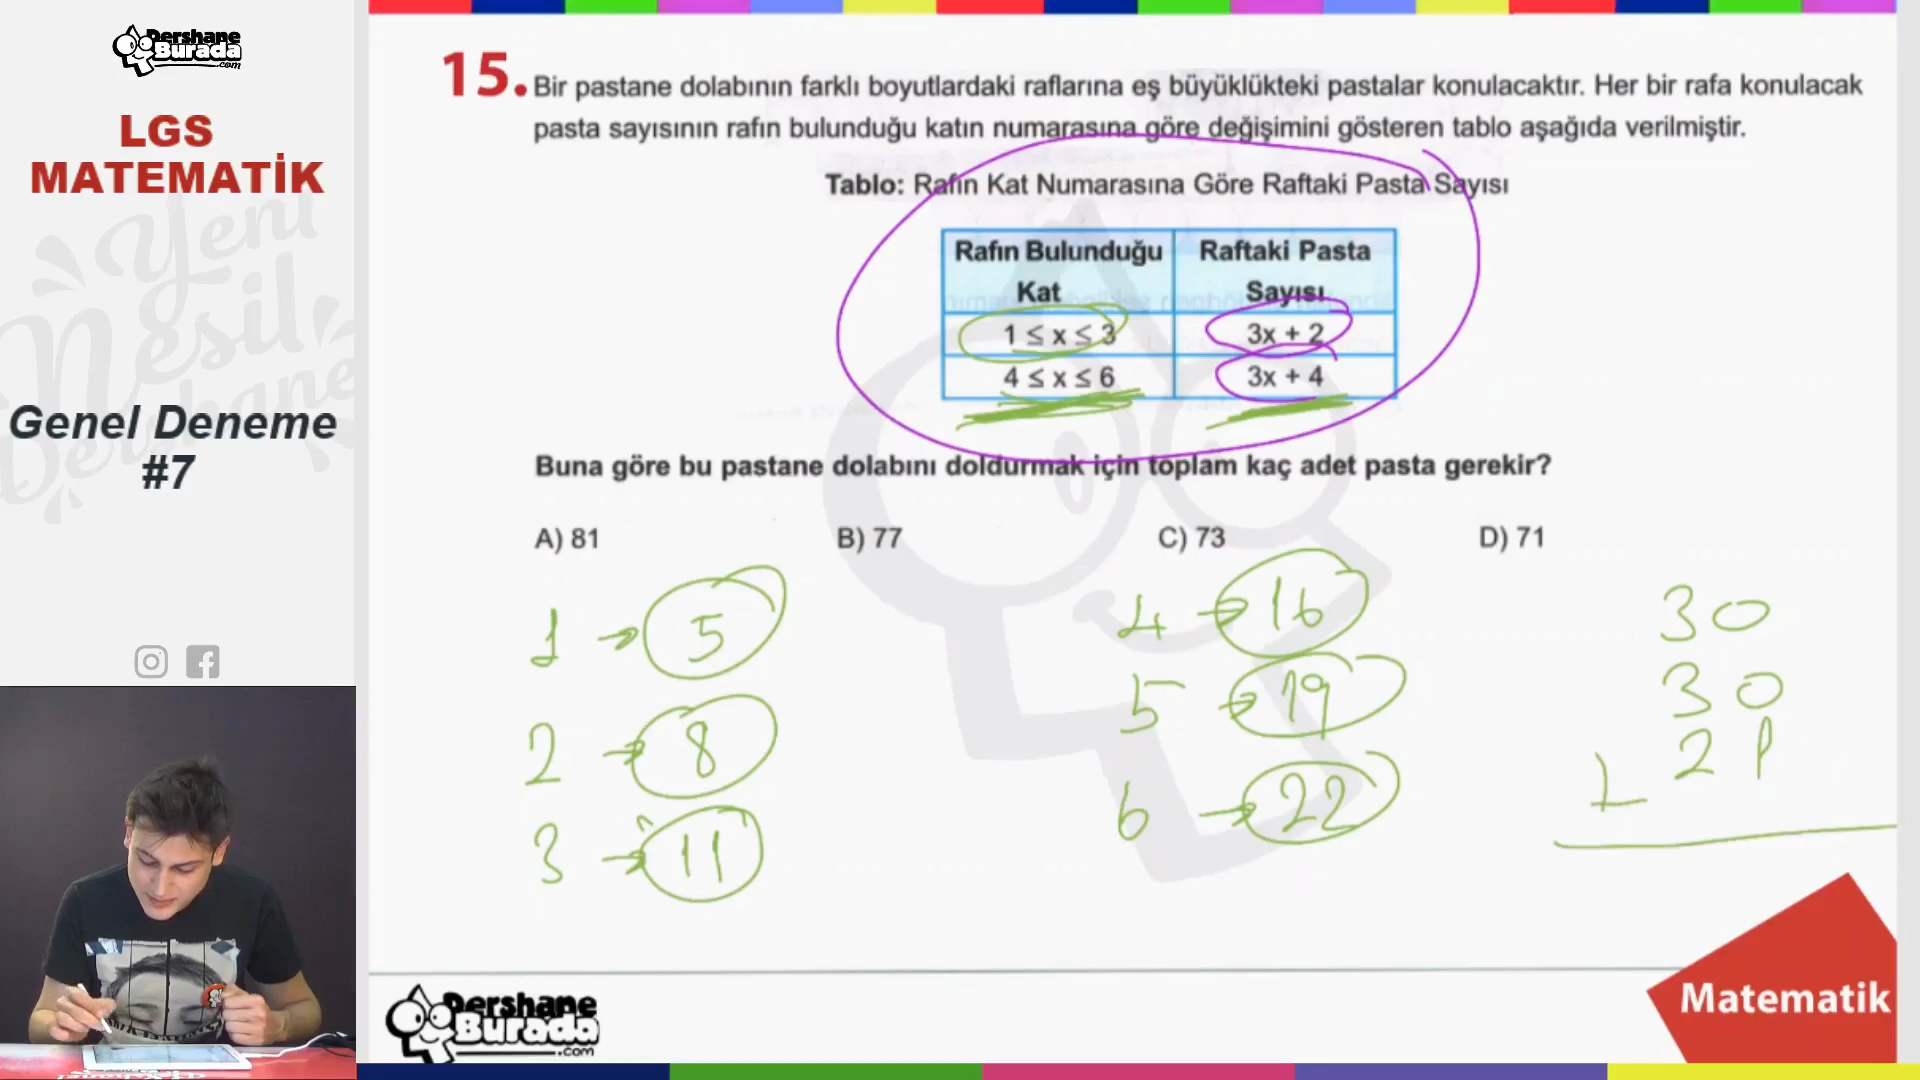 Dershane
Burada
.com
LGS
MATEMATİK
Yeni
Nesil
Dershane
Genel Deneme
#7
15. Bir pastane dolabının farklı boyutlardaki raflarına eş büyüklükteki pastalar konulacaktır. Her bir rafa konulacak
pasta sayısının rafın bulunduğu katın numarasına göre değişimini gösteren tablo aşağıda verilmiştir.
Tablo: Rafın Kat Numarasına Göre Raftaki Pasta Sayısı
Rafın Bulunduğu Kat Raftaki Pasta Sayısı
1 ≤ x ≤ 3 3x + 2
4 ≤ x ≤ 6 3x + 4
Buna göre bu pastane dolabını doldurmak için toplam kaç adet pasta gerekir?
A) 81 B) 77 C) 73 D) 71
1 → 5 4 → 16 30
2 → 8 5 → 19 30
3 → 11 6 → 22 21
Dershane
Burada
.com
Matematik